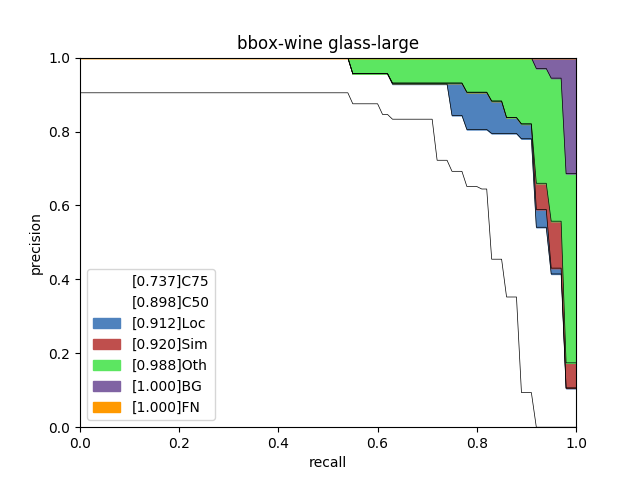 bbox-wine glass-large
precision
1.0
0.8
0.6
0.4
0.2
0.0
[0.737]C75
[0.898]C50
[0.912]Loc
[0.920]Sim
[0.988]Oth
[1.000]BG
[1.000]FN
0.0 0.2 0.4 0.6 0.8 1.0
recall